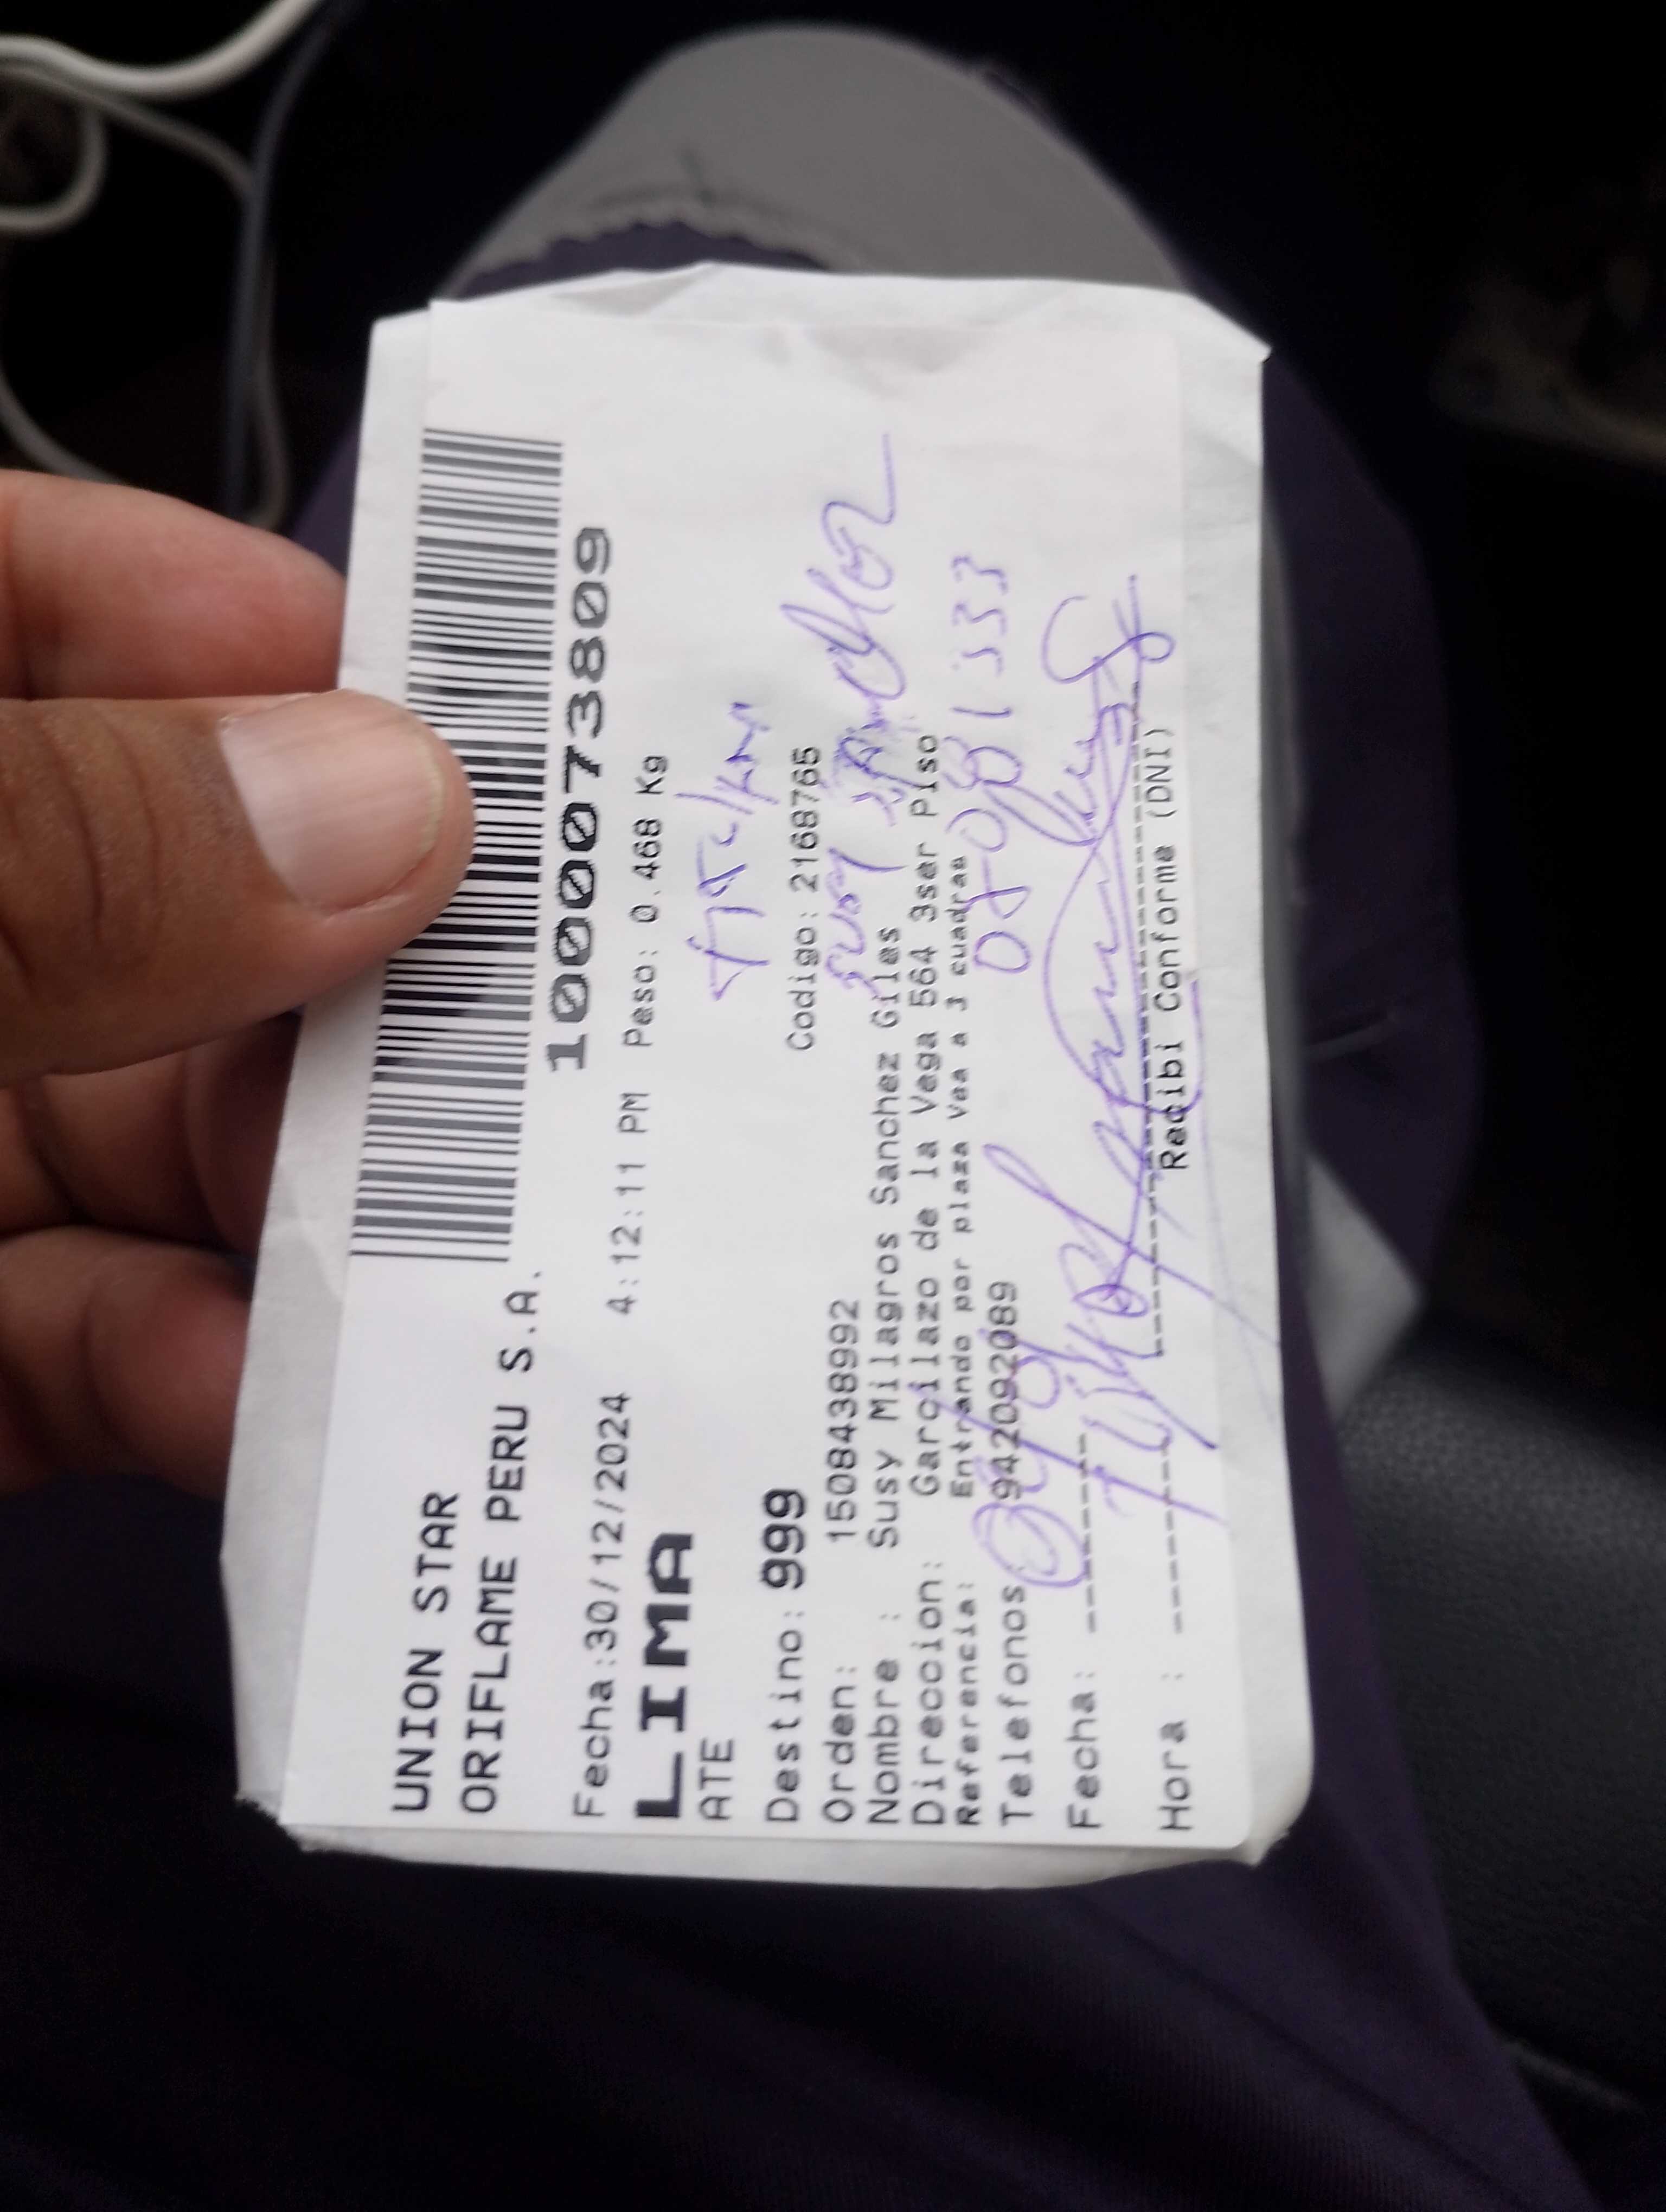 UNION STAR
ORIFLAME PERU S.A.
10000073809
Fecha:30/12/2024 4:12:11 PM Peso: 0.468 Kg
LIMA
ATE
Destino: 999 Codigo: 2168765
Orden: 1508438992
Nombre : Susy Milagros Sanchez Giles
Direccion: Garcilazo de la Vega 564 3ser Piso
Referencia: Entrando por plaza Vea a 3 cuadras
Telefonos: 942092089
Fecha:
Hora :
Recibi Conforme (DNI)